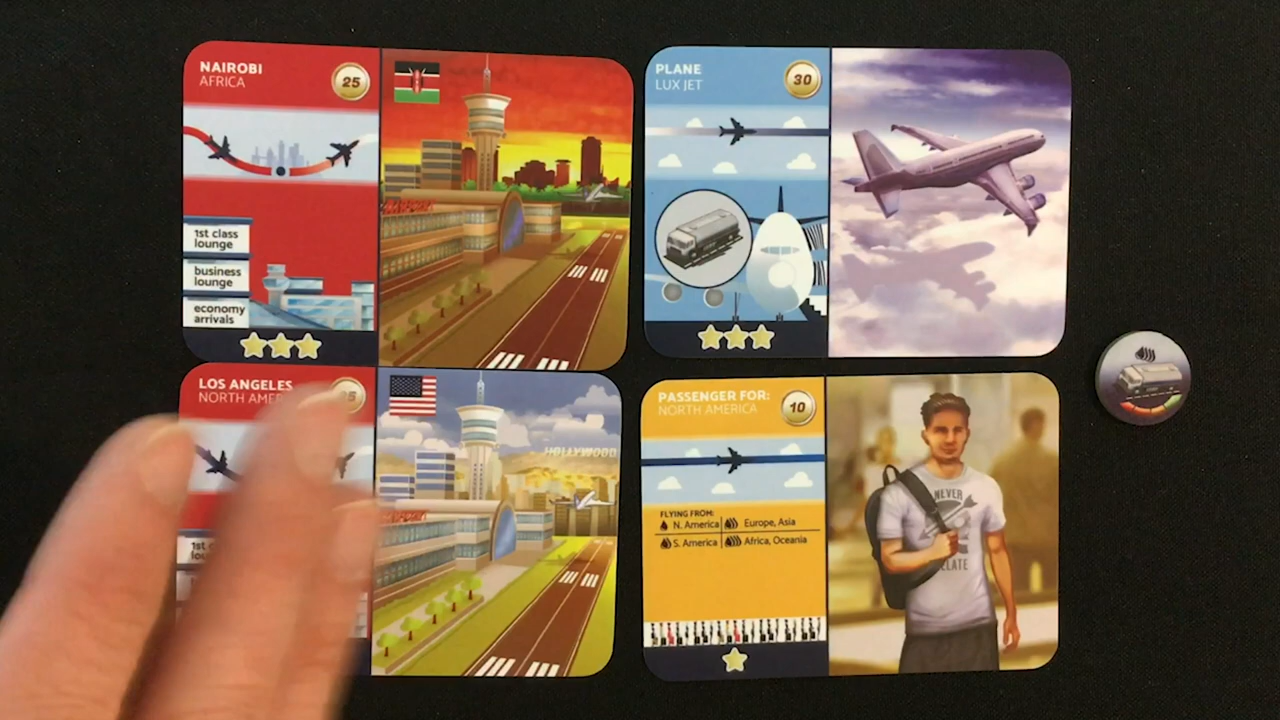 NAIROBI
AFRICA
25
1st class
lounge
business
lounge
economy
arrivals
PLANE
LUX JET
30
LOS ANGELES
HOLLYWOOD
PASSENGER FOR:
NORTH AMERICA
10
FLYING FROM:
N. America Europe, Asia
S. America Africa, Oceania
NEVER